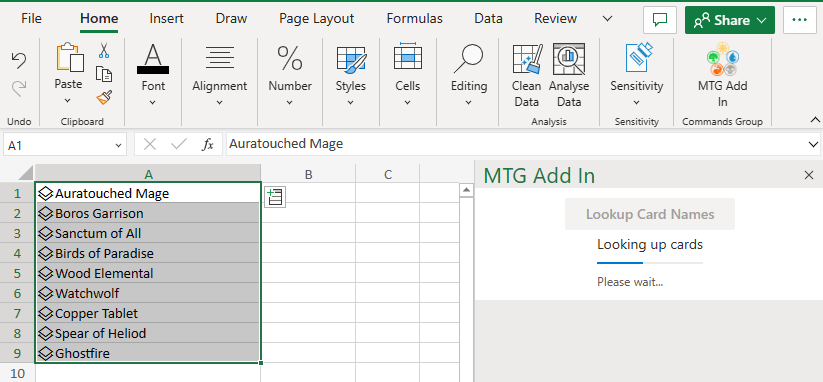 File Home Insert Draw Page Layout Formulas Data Review Share
Paste Font Alignment Number Styles Cells Editing Clean Data Analyse Data Sensitivity MTG Add In
Undo Clipboard Analysis Sensitivity Commands Group
A1 fx Auratouched Mage
A B C
1 Auratouched Mage
2 Boros Garrison
3 Sanctum of All
4 Birds of Paradise
5 Wood Elemental
6 Watchwolf
7 Copper Tablet
8 Spear of Heliod
9 Ghostfire
10
MTG Add In
Lookup Card Names
Looking up cards
Please wait...